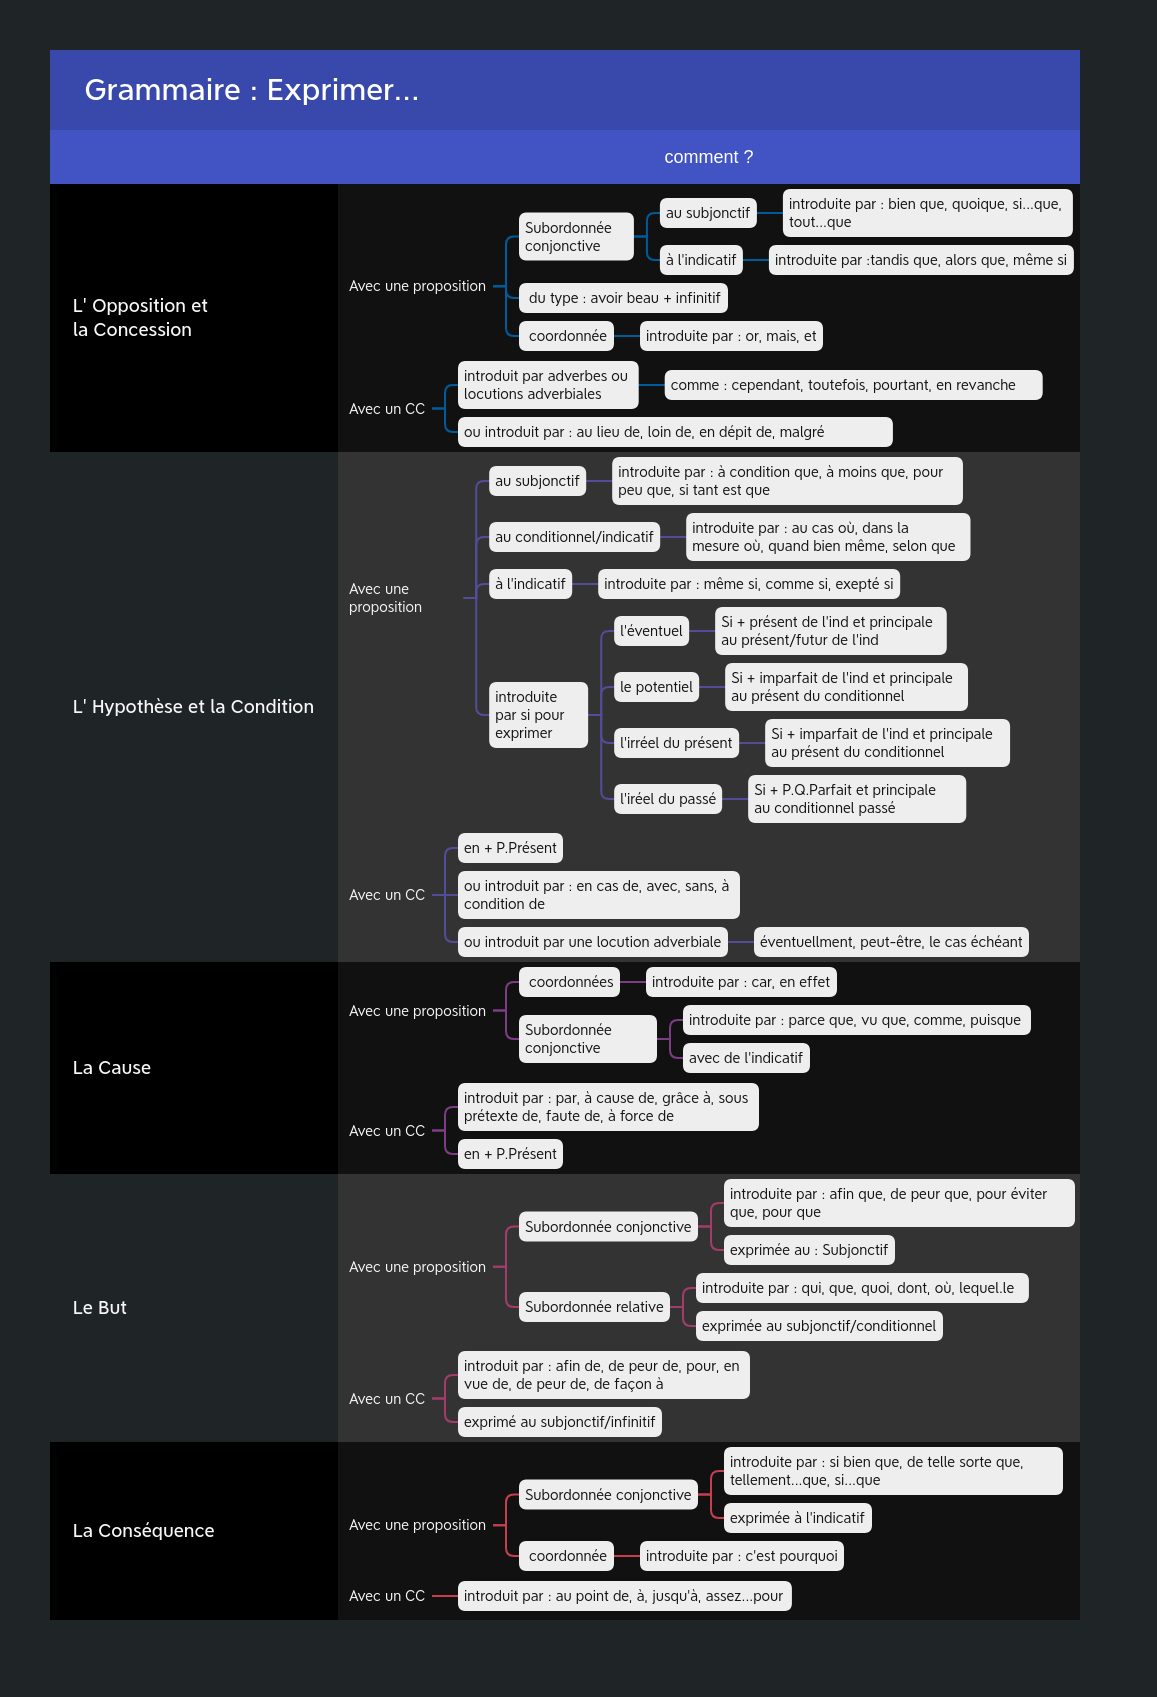 Grammaire : Exprimer...
comment ?
L' Opposition et
la Concession
Avec une proposition
Subordonnée
conjonctive
au subjonctif
introduite par : bien que, quoique, si...que,
tout...que
à l'indicatif
introduite par :tandis que, alors que, même si
du type : avoir beau + infinitif
coordonnée
introduite par : or, mais, et
Avec un CC
introduit par adverbes ou
locutions adverbiales
comme : cependant, toutefois, pourtant, en revanche
ou introduit par : au lieu de, loin de, en dépit de, malgré
L' Hypothèse et la Condition
Avec une
proposition
au subjonctif
introduite par : à condition que, à moins que, pour
peu que, si tant est que
au conditionnel/indicatif
introduite par : au cas où, dans la
mesure où, quand bien même, selon que
à l'indicatif
introduite par : même si, comme si, exepté si
introduite
par si pour
exprimer
l'éventuel
Si + présent de l'ind et principale
au présent/futur de l'ind
le potentiel
Si + imparfait de l'ind et principale
au présent du conditionnel
l'irréel du présent
Si + imparfait de l'ind et principale
au présent du conditionnel
l'iréel du passé
Si + P.Q.Parfait et principale
au conditionnel passé
Avec un CC
en + P.Présent
ou introduit par : en cas de, avec, sans, à
condition de
ou introduit par une locution adverbiale
éventuellment, peut-être, le cas échéant
La Cause
Avec une proposition
coordonnées
introduite par : car, en effet
Subordonnée
conjonctive
introduite par : parce que, vu que, comme, puisque
avec de l'indicatif
Avec un CC
introduit par : par, à cause de, grâce à, sous
prétexte de, faute de, à force de
en + P.Présent
Le But
Avec une proposition
Subordonnée conjonctive
introduite par : afin que, de peur que, pour éviter
que, pour que
exprimée au : Subjonctif
Subordonnée relative
introduite par : qui, que, quoi, dont, où, lequel.le
exprimée au subjonctif/conditionnel
Avec un CC
introduit par : afin de, de peur de, pour, en
vue de, de peur de, de façon à
exprimé au subjonctif/infinitif
La Conséquence
Avec une proposition
Subordonnée conjonctive
introduite par : si bien que, de telle sorte que,
tellement...que, si...que
exprimée à l'indicatif
coordonnée
introduite par : c'est pourquoi
Avec un CC
introduit par : au point de, à, jusqu'à, assez...pour